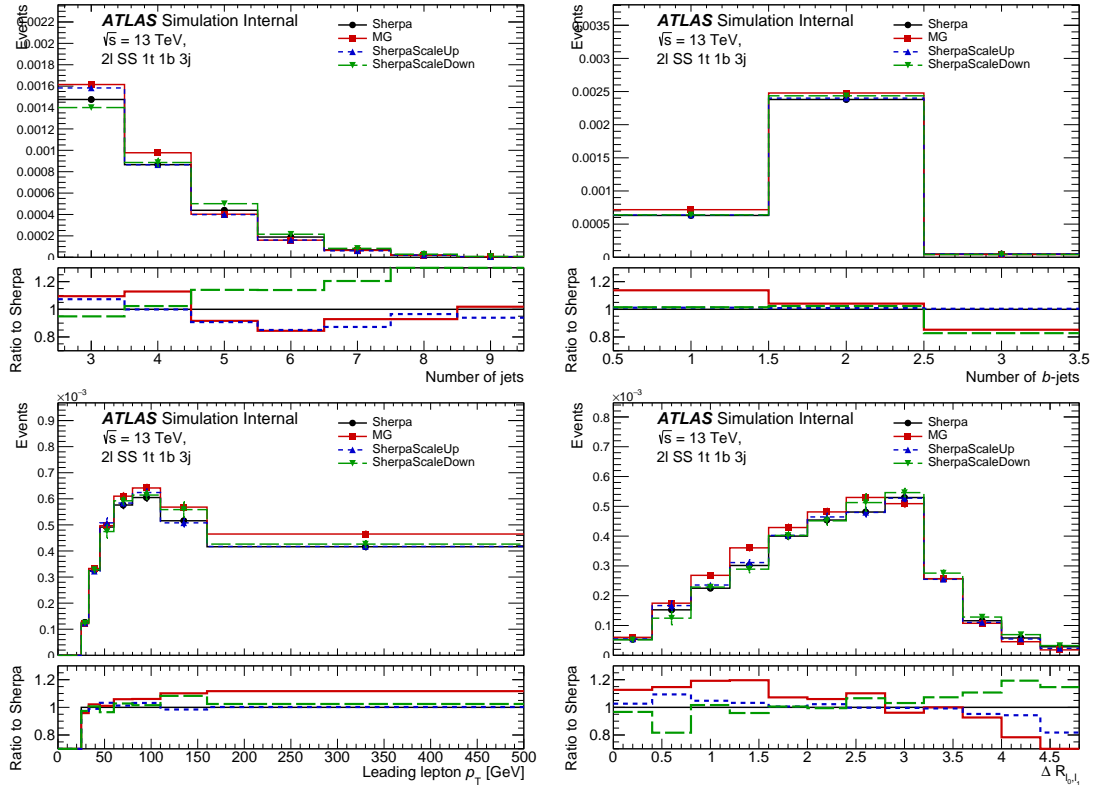 ATLAS Simulation Internal
√s = 13 TeV,
2l SS 1t 1b 3j
Sherpa
MG
SherpaScaleUp
SherpaScaleDown
Events
0.0022
0.002
0.0018
0.0016
0.0014
0.0012
0.001
0.0008
0.0006
0.0004
0.0002
0
Ratio to Sherpa
1.2
1
0.8
3 4 5 6 7 8 9
Number of jets
ATLAS Simulation Internal
√s = 13 TeV,
2l SS 1t 1b 3j
Sherpa
MG
SherpaScaleUp
SherpaScaleDown
Events
0.0035
0.003
0.0025
0.002
0.0015
0.001
0.0005
0
Ratio to Sherpa
1.2
1
0.8
0.5 1 1.5 2 2.5 3 3.5
Number of b-jets
×10⁻³
ATLAS Simulation Internal
√s = 13 TeV,
2l SS 1t 1b 3j
Sherpa
MG
SherpaScaleUp
SherpaScaleDown
Events
0.9
0.8
0.7
0.6
0.5
0.4
0.3
0.2
0.1
0
Ratio to Sherpa
1.2
1
0.8
0 50 100 150 200 250 300 350 400 450 500
Leading lepton p_T [GeV]
×10⁻³
ATLAS Simulation Internal
√s = 13 TeV,
2l SS 1t 1b 3j
Sherpa
MG
SherpaScaleUp
SherpaScaleDown
Events
0.8
0.7
0.6
0.5
0.4
0.3
0.2
0.1
0
Ratio to Sherpa
1.2
1
0.8
0 0.5 1 1.5 2 2.5 3 3.5 4 4.5
Δ R_l₀,l₁